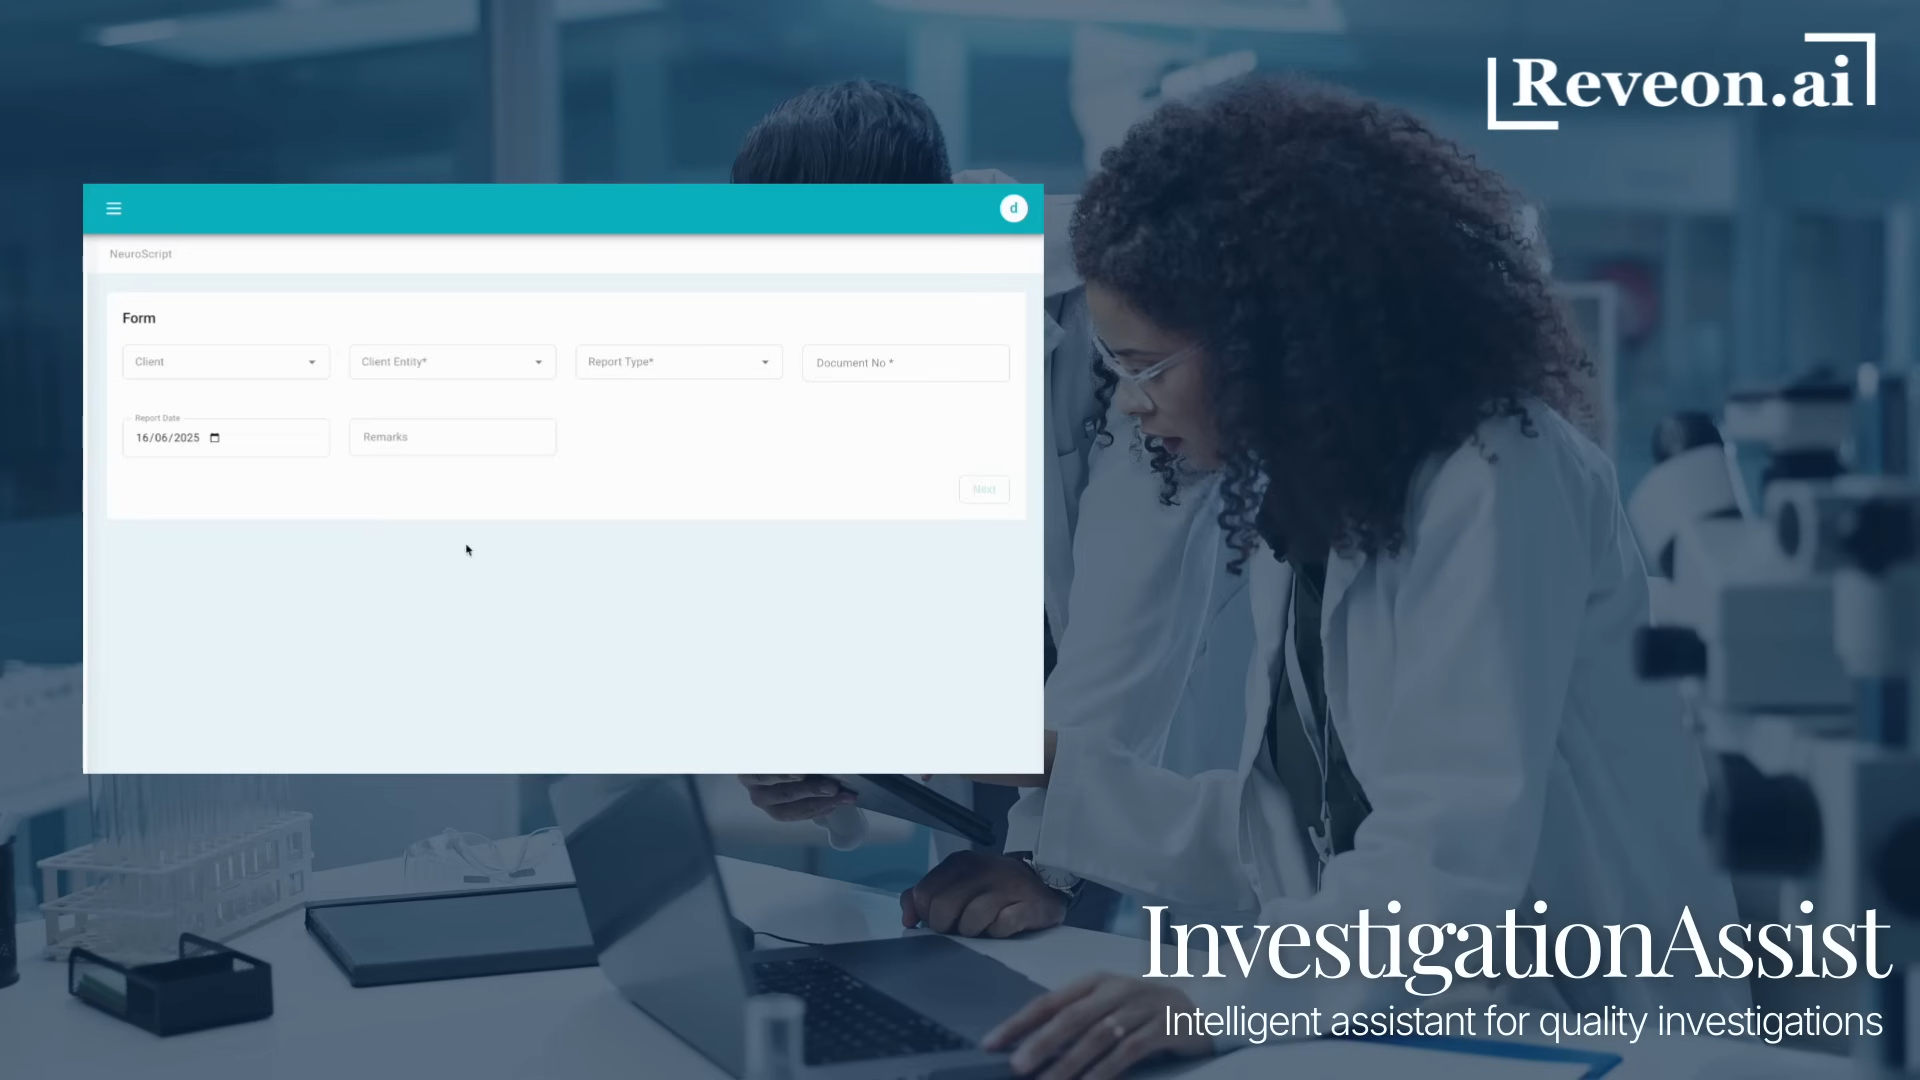 Reveon.ai
d
NeuroScript
Form
Client
Client Entity*
Report Type*
Document No *
Report Date
16/06/2025
Remarks
Next
InvestigationAssist
Intelligent assistant for quality investigations